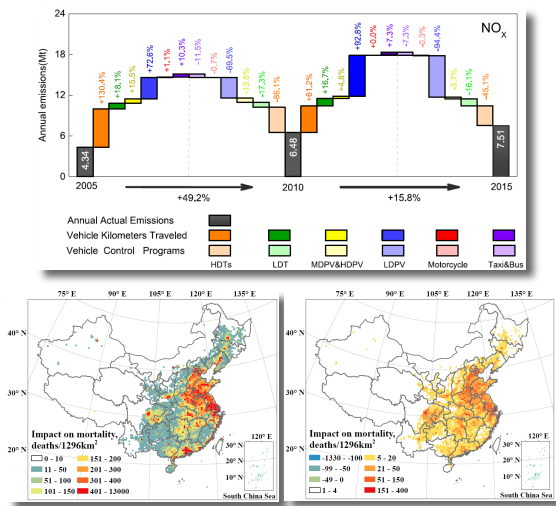 24
18
12
6
0
Annual emissions(Mt)
NOX
+130.4%
+18.1%
+15.5%
+72.6%
+1.1%
+10.3%
-11.5%
-0.7%
-69.5%
-13.8%
-17.3%
-86.1%
+61.2%
+16.7%
+4.8%
+92.8%
+0.0%
+7.3%
-7.3%
-0.3%
-94.4%
-3.7%
-16.1%
-45.1%
4.34
6.48
7.51
2005
2010
2015
+49.2%
+15.8%
Annual Actual Emissions
Vehicle Kilometers Traveled
Vehicle Control Programs
HDTs LDT MDPV&HDPV LDPV Motorcycle Taxi&Bus
75° E 90° E 105° E 120° E 135° E
40° N
30° N
20° N
Impact on mortality,
deaths/1296km2
0 - 10 151 - 200
11 - 50 201 - 300
51 - 100 301 - 400
101 - 150 401 - 13000
120° E
30° N
20° N
10° N
South China Sea
75° E 90° E 105° E 120° E 135° E
40° N
30° N
20° N
Impact on mortality,
deaths/1296km2
-1330 - -100 5 - 20
-99 - -50 21 - 50
-49 - 0 51 - 150
1 - 4 151 - 400
120° E
30° N
20° N
10° N
South China Sea